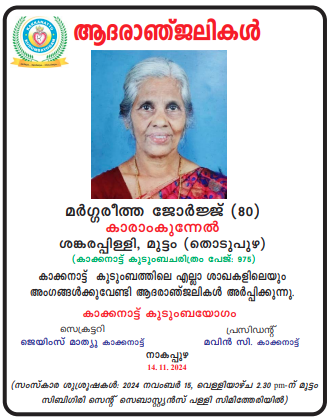 ആദരാഞ്ജലികൾ
മർഗ്ഗരീത്ത ജോർജ്ജ് (80)
കാരാംകുന്നേൽ
ശങ്കരപ്പിള്ളി, മുട്ടം (തൊടുപുഴ)
(കാക്കനാട്ട് കുടുംബചരിത്രം പേജ്: 975)
കാക്കനാട്ട് കുടുംബത്തിലെ എല്ലാ ശാഖകളിലെയും
അംഗങ്ങൾക്കുവേണ്ടി ആദരാഞ്ജലികൾ അർപ്പിക്കുന്നു.
കാക്കനാട്ട് കുടുംബയോഗം
സെക്രട്ടറി പ്രസിഡന്റ്
ജെയിംസ് മാത്യു കാക്കനാട്ട് മവിൻ സി. കാക്കനാട്ട്
നാകപ്പുഴ
14. 11. 2024
(സംസ്കാര ശുശ്രൂഷകൾ: 2024 നവംബർ 15, വെള്ളിയാഴ്ച 2.30 pm-ന് മുട്ടം
സിബിഗിരി സെന്റ് സെബാസ്റ്റ്യൻസ് പള്ളി സിമിത്തേരിയിൽ)